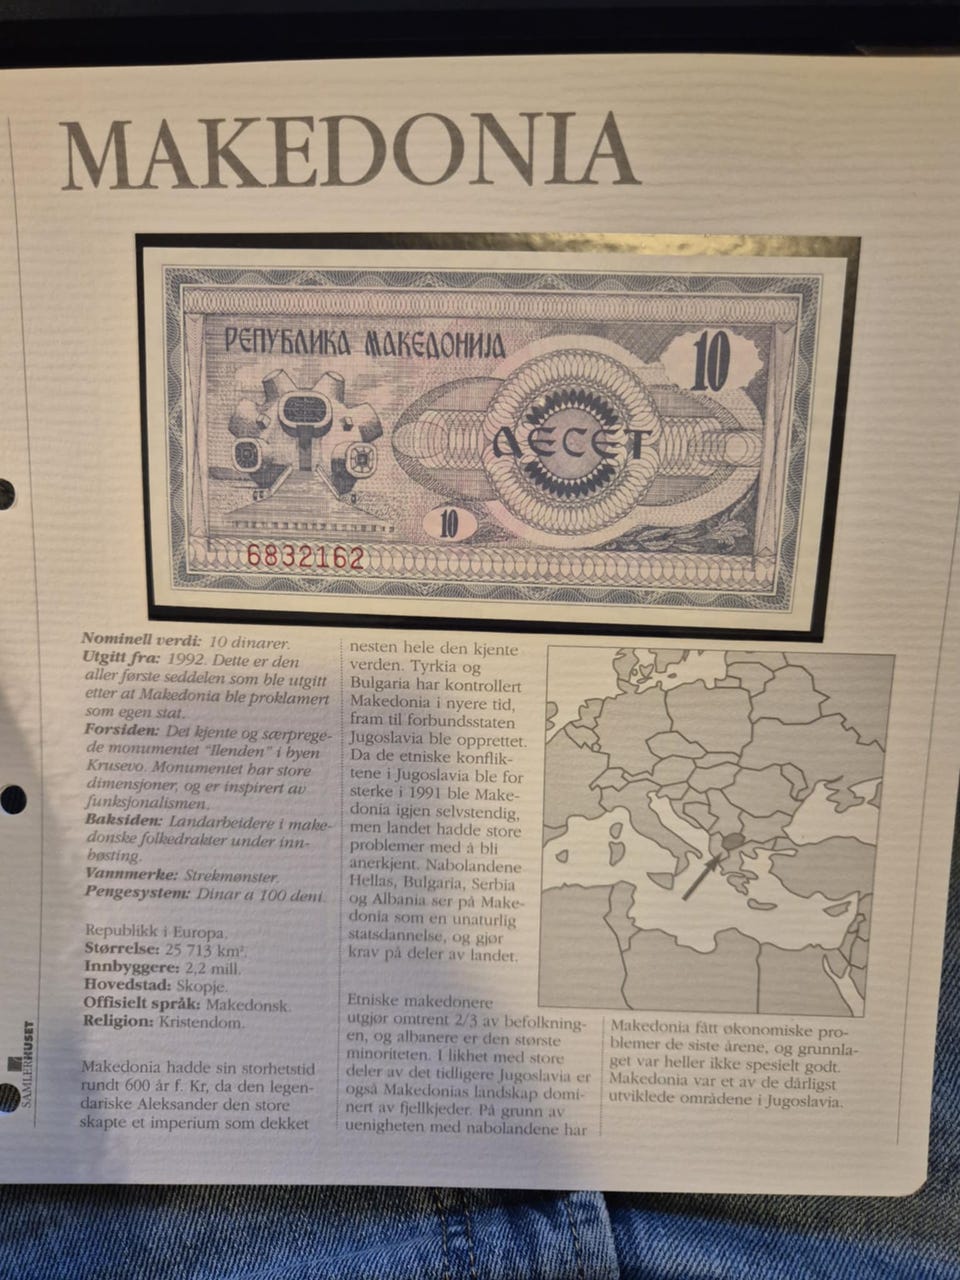 MAKEDONIA
РЕПУБЛИКА МАКЕДОНИЈА
10
ДЕСЕТ
10
6832162
Nominell verdi: 10 dinarer.
Utgitt fra: 1992. Dette er den
aller første seddelen som ble utgitt
etter at Makedonia ble proklamert
som egen stat.
Forsiden: Det kjente og særprege-
de monumentet "Ilenden" i byen
Krusevo. Monumentet har store
dimensjoner, og er inspirert av
funksjonalismen.
Baksiden: Landarbeidere i make-
donske folkedrakter under inn-
høsting.
Vannmerke: Strekmønster.
Pengesystem: Dinar a 100 deni.
Republikk i Europa.
Størrelse: 25 713 km².
Innbyggere: 2,2 mill.
Hovedstad: Skopje.
Offisielt språk: Makedonsk.
Religion: Kristendom.
Makedonia hadde sin storhetstid
rundt 600 år f. Kr, da den legen-
dariske Aleksander den store
skapte et imperium som dekket
nesten hele den kjente
verden. Tyrkia og
Bulgaria har kontrollert
Makedonia i nyere tid,
fram til forbundsstaten
Jugoslavia ble opprettet.
Da de etniske konflik-
tene i Jugoslavia ble for
sterke i 1991 ble Make-
donia igjen selvstendig,
men landet hadde store
problemer med å bli
anerkjent. Nabolandene
Hellas, Bulgaria, Serbia
og Albania ser på Make-
donia som en unaturlig
statsdannelse, og gjør
krav på deler av landet.
Etniske makedonere
utgjør omtrent 2/3 av befolkning-
en, og albanere er den største
minoriteten. I likhet med store
deler av det tidligere Jugoslavia er
også Makedonias landskap domi-
nert av fjellkjeder. På grunn av
uenigheten med nabolandene har
Makedonia fått økonomiske pro-
blemer de siste årene, og grunnla-
get var heller ikke spesielt godt.
Makedonia var et av de dårligst
utviklede områdene i Jugoslavia.
SAMLERHUSET